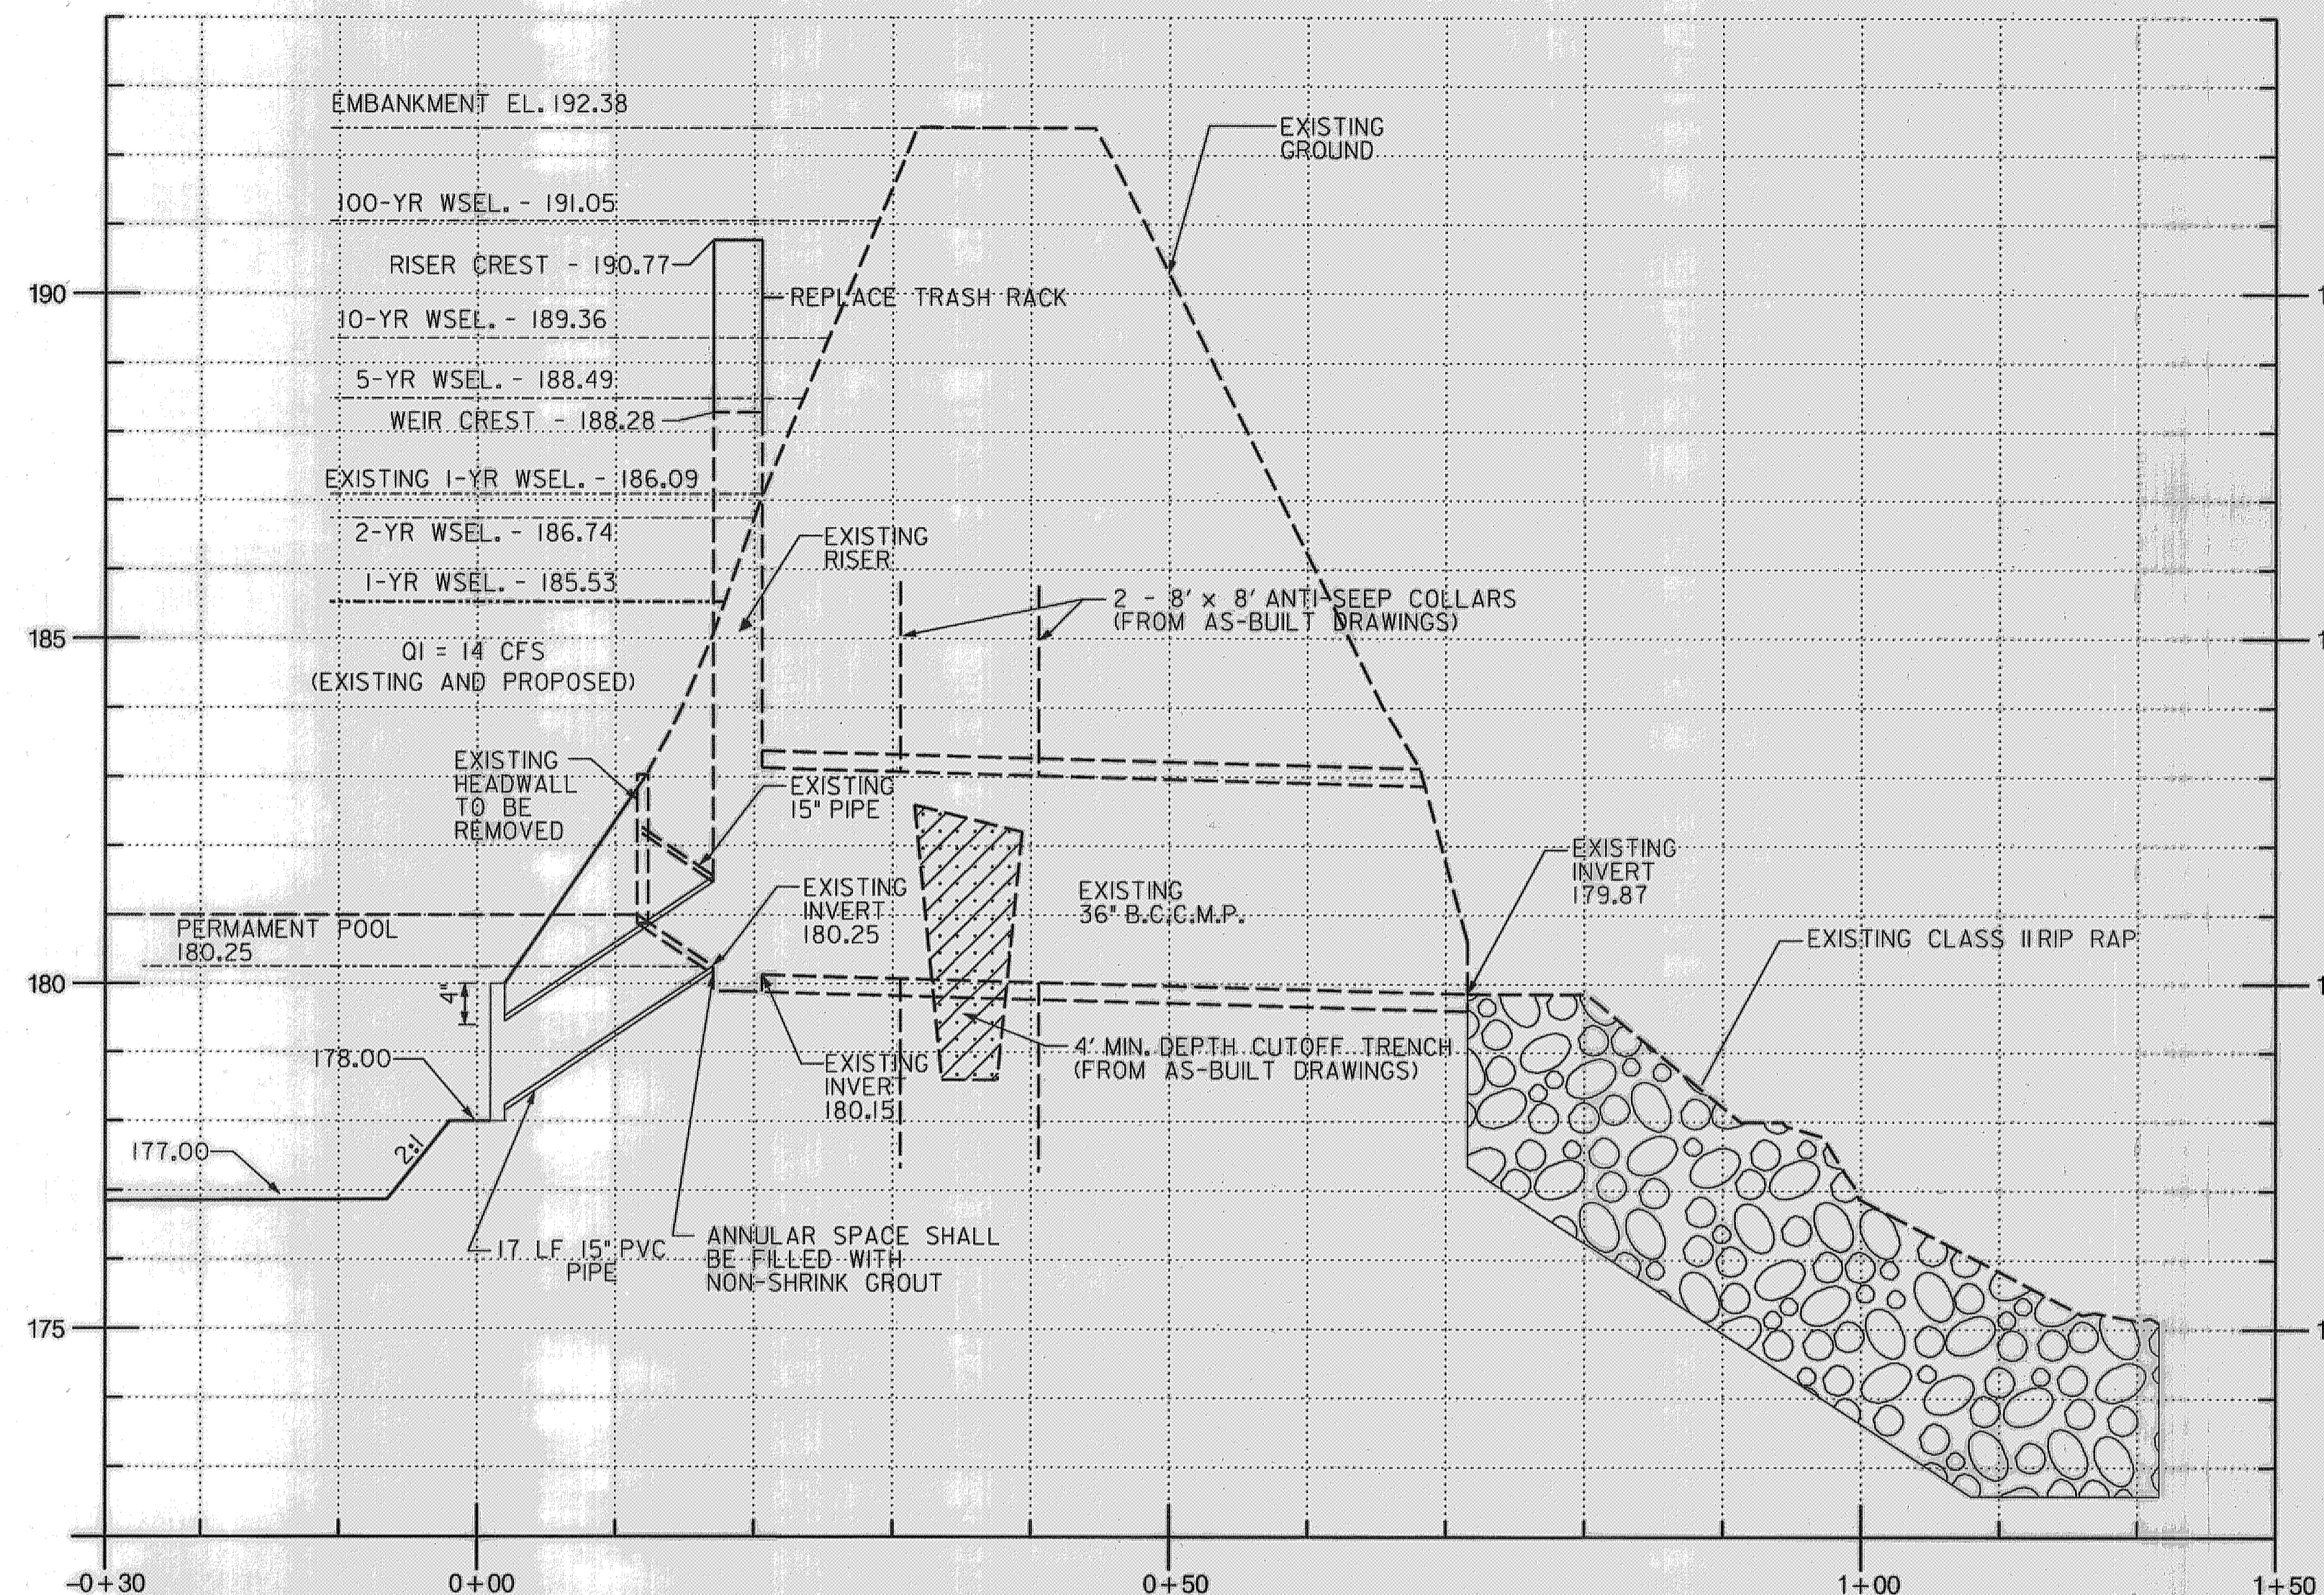 EMBANKMENT EL. 192.38
100-YR WSEL. - 191.05
RISER CREST - 190.77
10-YR WSEL. - 189.36
5-YR WSEL. - 188.49
WEIR CREST - 188.28
EXISTING 1-YR WSEL. - 186.09
2-YR WSEL. - 186.74
1-YR WSEL. - 185.53
Q1 = 14 CFS
(EXISTING AND PROPOSED)
EXISTING
GROUND
REPLACE TRASH RACK
EXISTING
RISER
2 - 8' x 8' ANTI-SEEP COLLARS
(FROM AS-BUILT DRAWINGS)
EXISTING
HEADWALL
TO BE
REMOVED
EXISTING
15" PIPE
EXISTING
INVERT
180.25
EXISTING
36" B.C.C.M.P.
EXISTING
INVERT
179.87
EXISTING CLASS II RIP RAP
PERMAMENT POOL
180.25
4"
178.00
177.00
2:1
EXISTING
INVERT
180.15
4' MIN. DEPTH CUTOFF TRENCH
(FROM AS-BUILT DRAWINGS)
17 LF 15" PVC
PIPE
ANNULAR SPACE SHALL
BE FILLED WITH
NON-SHRINK GROUT
190
185
180
175
1
1
1
1
-0+30
0+00
0+50
1+00
1+50